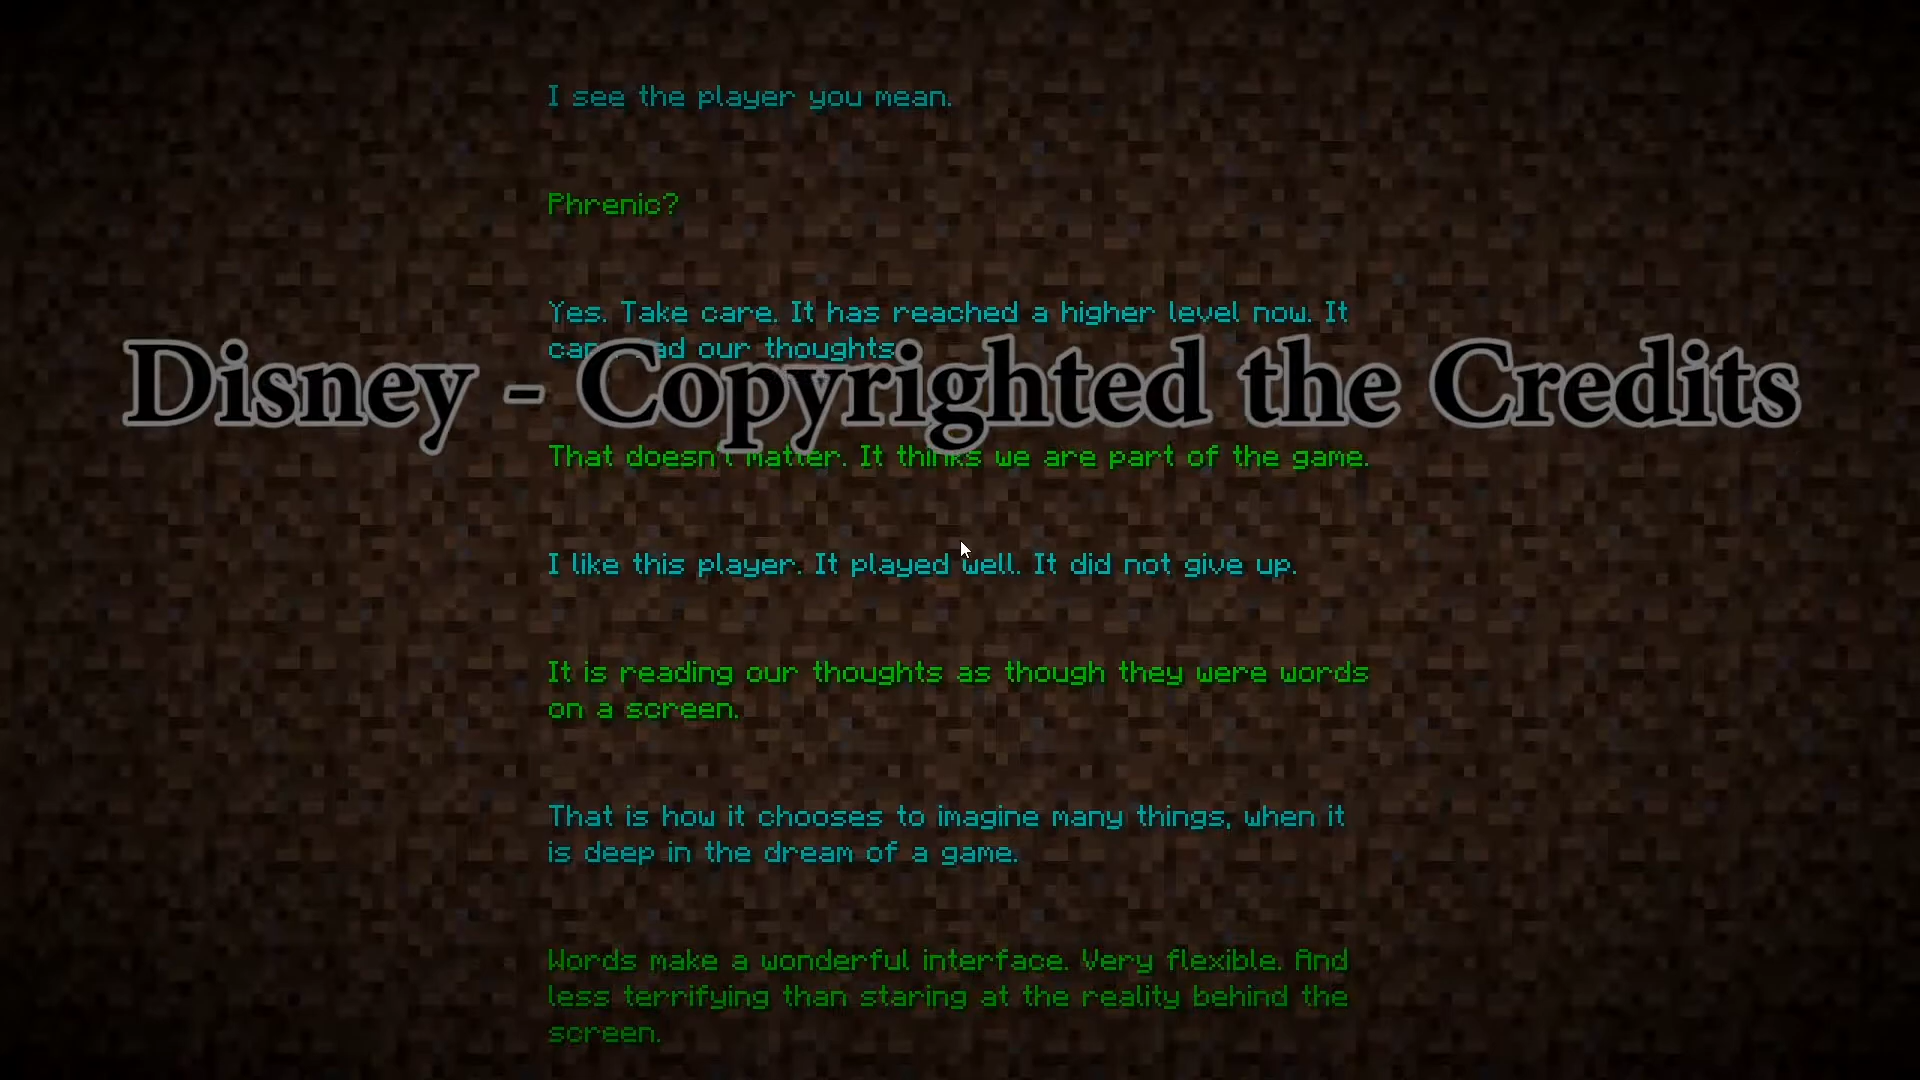 I see the player you mean.
Phrenic?
Yes. Take care. It has reached a higher level now. It
can read our thoughts.
Disney - Copyrighted the Credits
That doesn't matter. It thinks we are part of the game.
I like this player. It played well. It did not give up.
It is reading our thoughts as though they were words
on a screen.
That is how it chooses to imagine many things, when it
is deep in the dream of a game.
Words make a wonderful interface. Very flexible. And
less terrifying than staring at the reality behind the
screen.